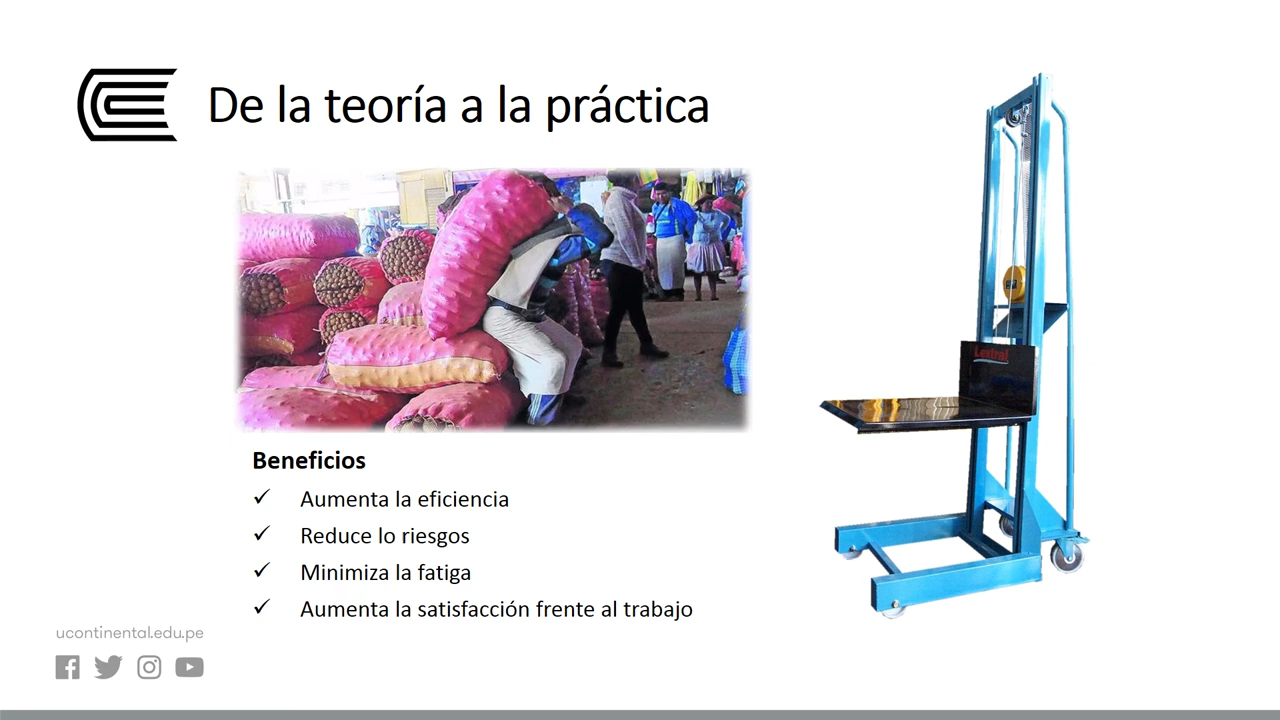 De la teoría a la práctica
Beneficios
✓ Aumenta la eficiencia
✓ Reduce lo riesgos
✓ Minimiza la fatiga
✓ Aumenta la satisfacción frente al trabajo
ucontinental.edu.pe